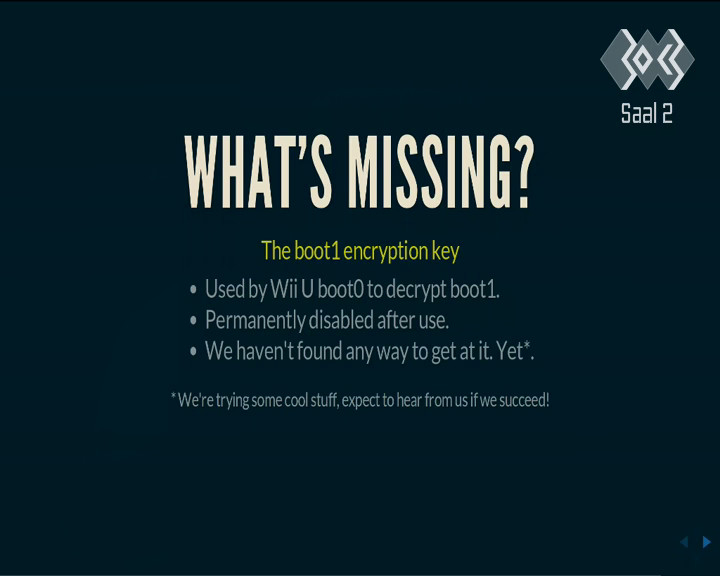 Saal 2
WHAT'S MISSING?
The boot1 encryption key
• Used by Wii U boot0 to decrypt boot1.
• Permanently disabled after use.
• We haven't found any way to get at it. Yet*.
* We're trying some cool stuff, expect to hear from us if we succeed!